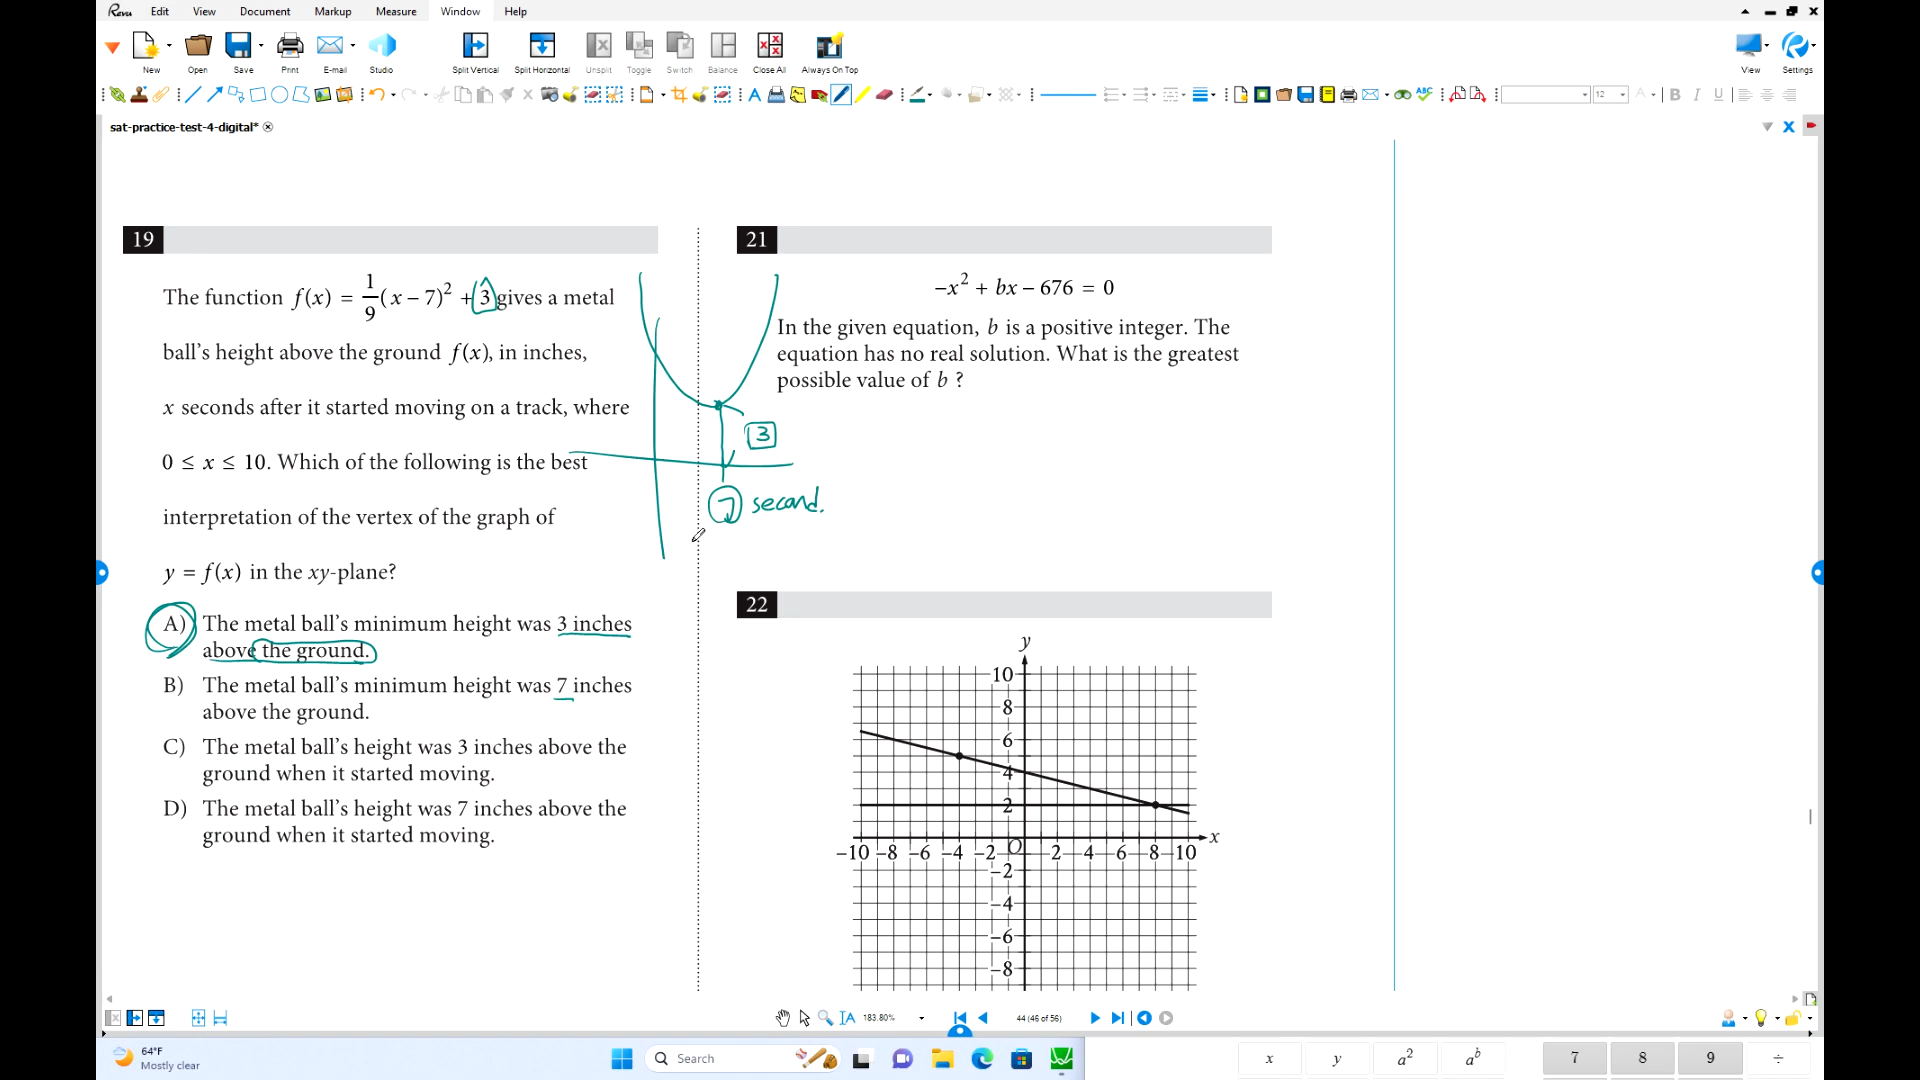 Revu Edit View Document Markup Measure Window Help
New Open Save Print E-mail Studio Split Vertical Split Horizontal Unsplit Toggle Switch Balance Close All Always On Top View Settings
12 B I U
sat-practice-test-4-digital*
19
The function f(x) = 1/9 (x − 7)² + 3 gives a metal
ball's height above the ground f(x), in inches,
x seconds after it started moving on a track, where
0 ≤ x ≤ 10. Which of the following is the best
interpretation of the vertex of the graph of
y = f(x) in the xy-plane?
A) The metal ball's minimum height was 3 inches
above the ground.
B) The metal ball's minimum height was 7 inches
above the ground.
C) The metal ball's height was 3 inches above the
ground when it started moving.
D) The metal ball's height was 7 inches above the
ground when it started moving.
3
7 second.
21
−x² + bx − 676 = 0
In the given equation, b is a positive integer. The
equation has no real solution. What is the greatest
possible value of b ?
22
y
10
8
6
4
2
x
−10 −8 −6 −4 −2 O 2 4 6 8 10
−2
−4
−6
−8
183.80% 44 (46 of 56)
64°F
Mostly clear
Search
x y a² aᵇ 7 8 9 ÷